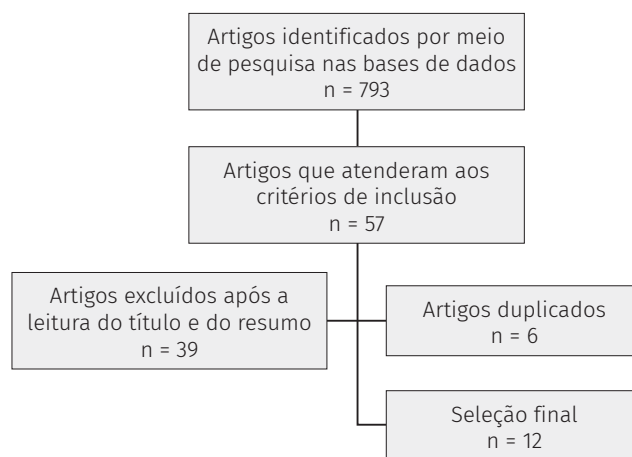 Artigos identificados por meio
de pesquisa nas bases de dados
n = 793
Artigos que atenderam aos
critérios de inclusão
n = 57
Artigos excluídos após a
leitura do título e do resumo
n = 39
Artigos duplicados
n = 6
Seleção final
n = 12